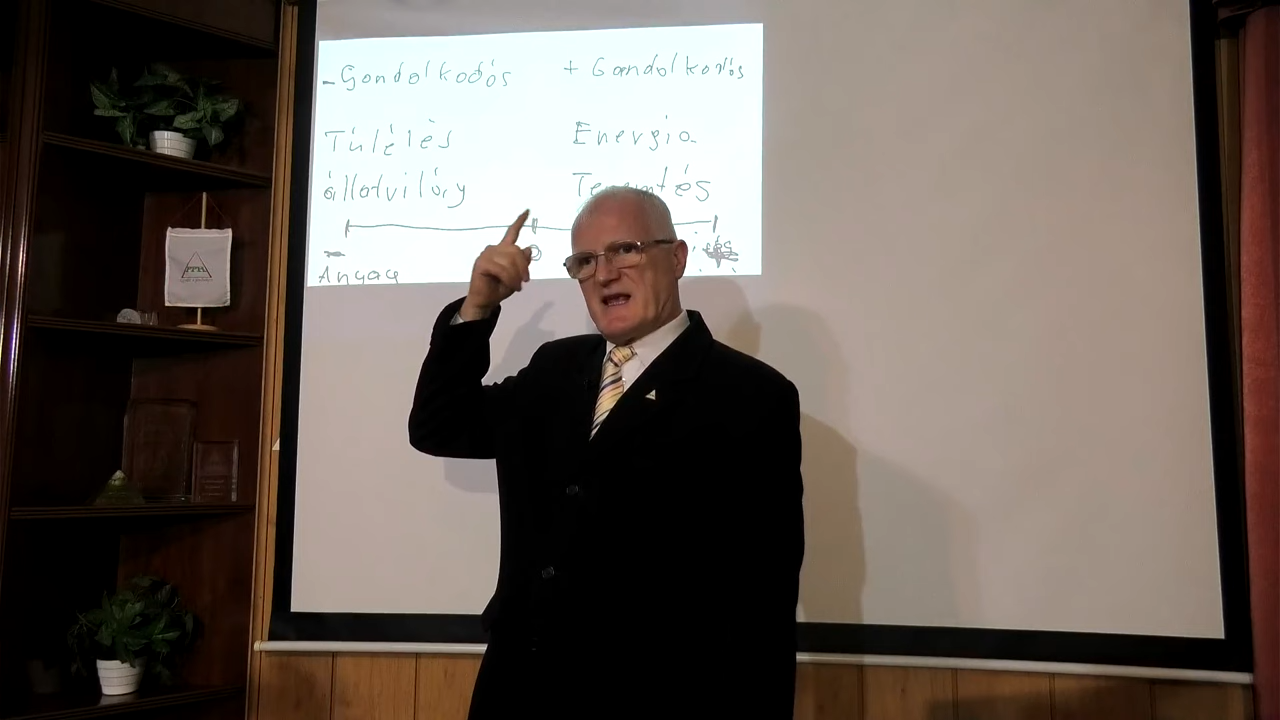 - Gondolkodás + Gondolkodás
Túlélés Energia
állatvilág Teremtés
-
Anyag